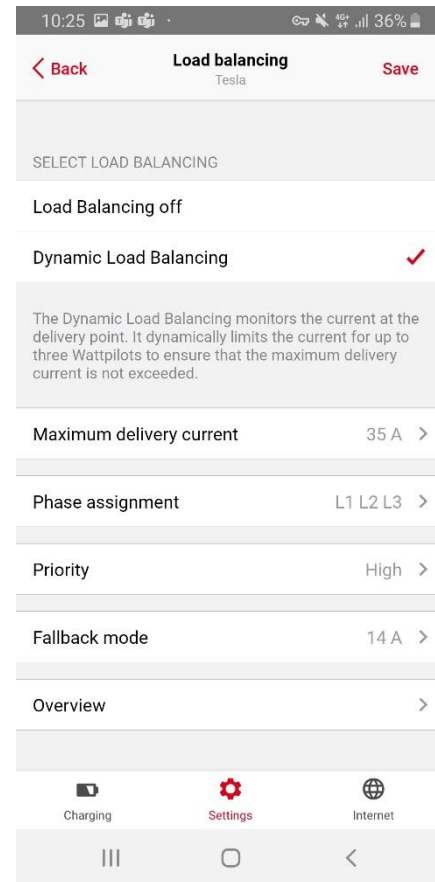 10:25
4G+
36%
Back
Load balancing
Tesla
Save
SELECT LOAD BALANCING
Load Balancing off
Dynamic Load Balancing
The Dynamic Load Balancing monitors the current at the
delivery point. It dynamically limits the current for up to
three Wattpilots to ensure that the maximum delivery
current is not exceeded.
Maximum delivery current 35 A
Phase assignment L1 L2 L3
Priority High
Fallback mode 14 A
Overview
Charging
Settings
Internet